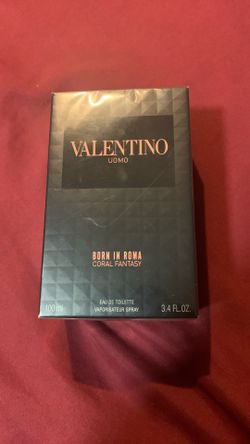 VALENTINO
UOMO
BORN IN ROMA
CORAL FANTASY
EAU DE TOILETTE
VAPORISATEUR SPRAY
100 ml
3.4 FL.OZ.